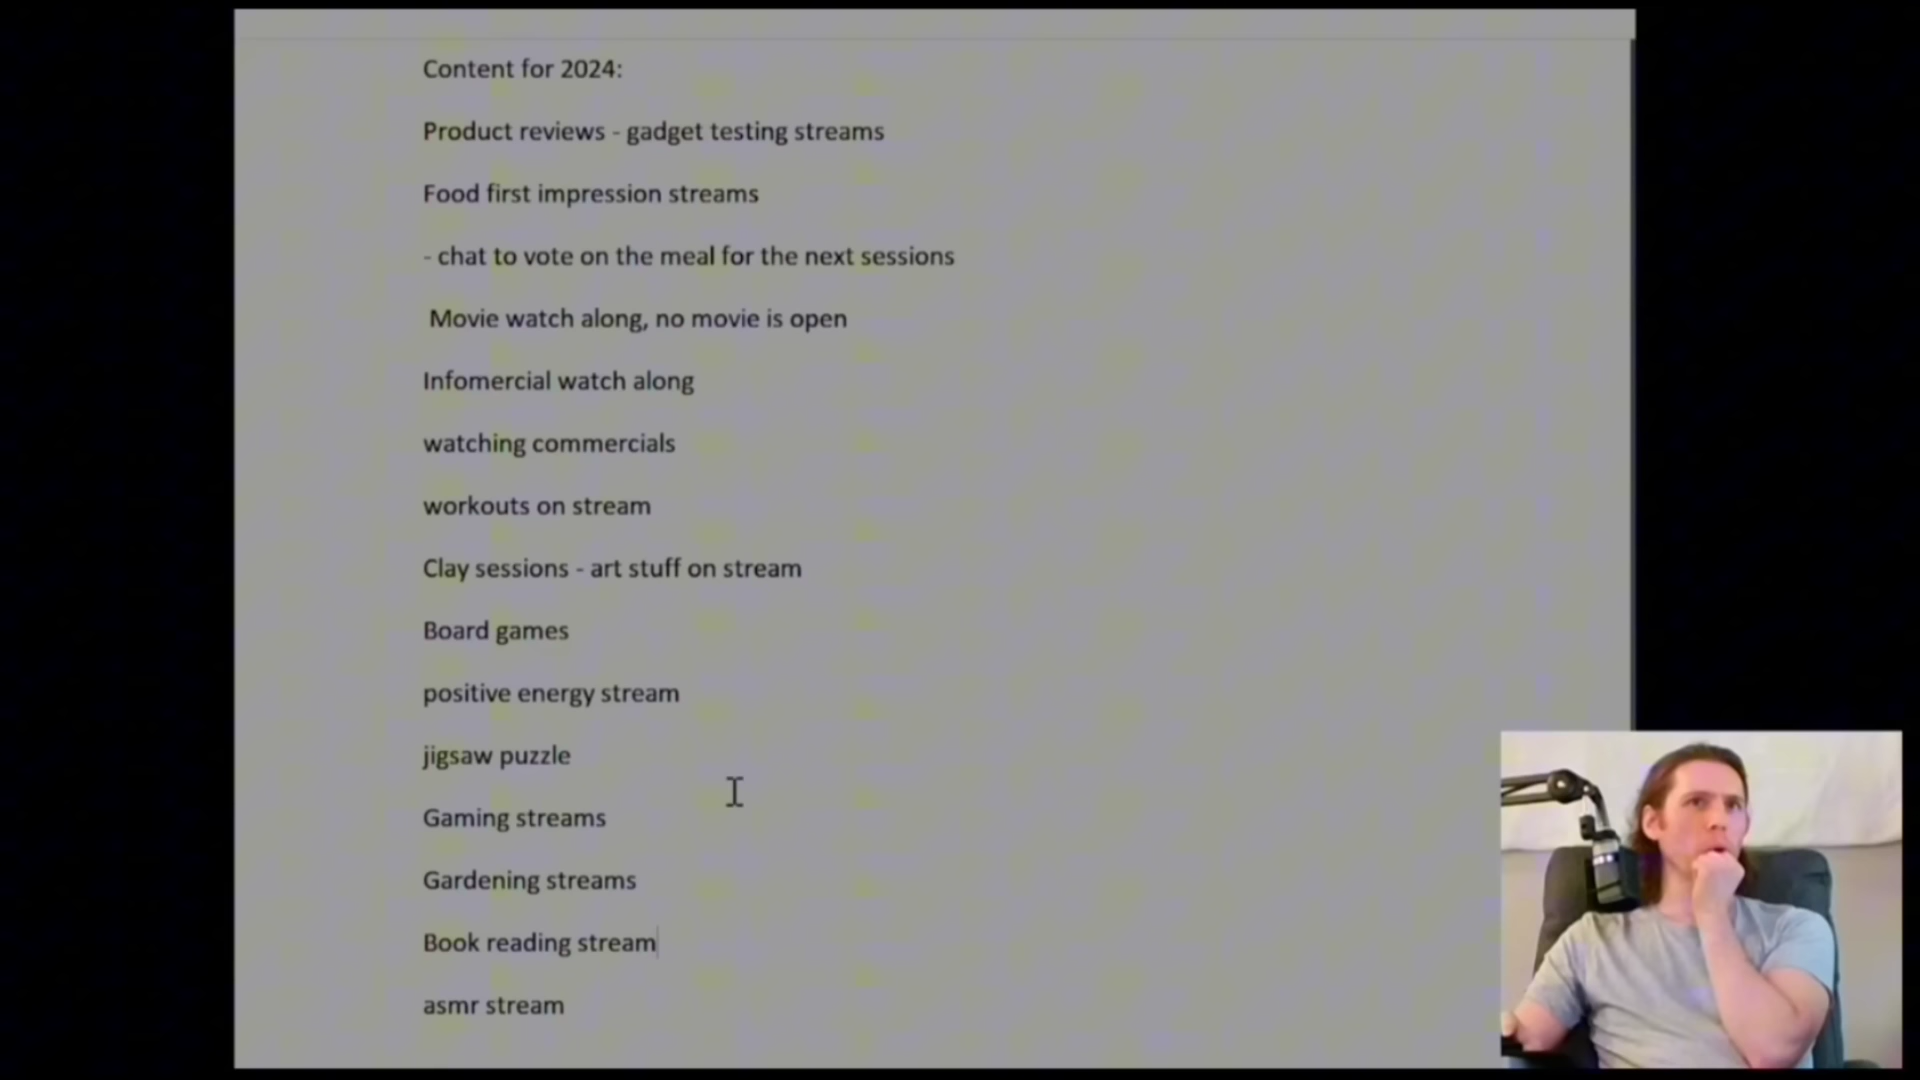 Content for 2024:
Product reviews - gadget testing streams
Food first impression streams
- chat to vote on the meal for the next sessions
Movie watch along, no movie is open
Infomercial watch along
watching commercials
workouts on stream
Clay sessions - art stuff on stream
Board games
positive energy stream
jigsaw puzzle
Gaming streams
Gardening streams
Book reading stream
asmr stream